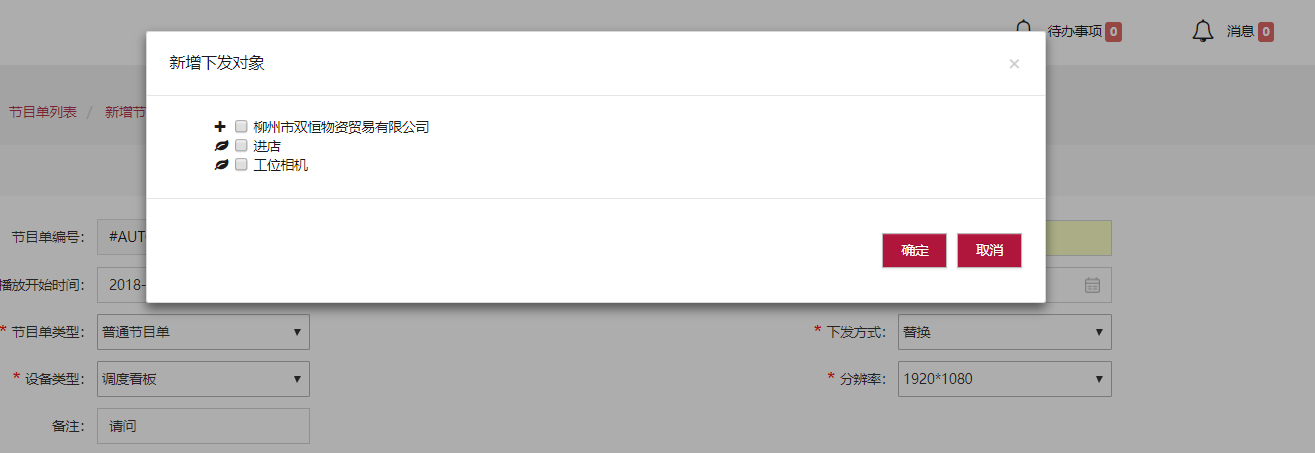 待办事项 0 消息 0
新增下发对象 ×
节目单列表 / 新增节
柳州市双恒物资贸易有限公司
进店
工位相机
确定 取消
节目单编号： #AUT
播放开始时间： 2018-
* 节目单类型： 普通节目单 * 下发方式： 替换
* 设备类型： 调度看板 * 分辨率： 1920*1080
备注： 请问